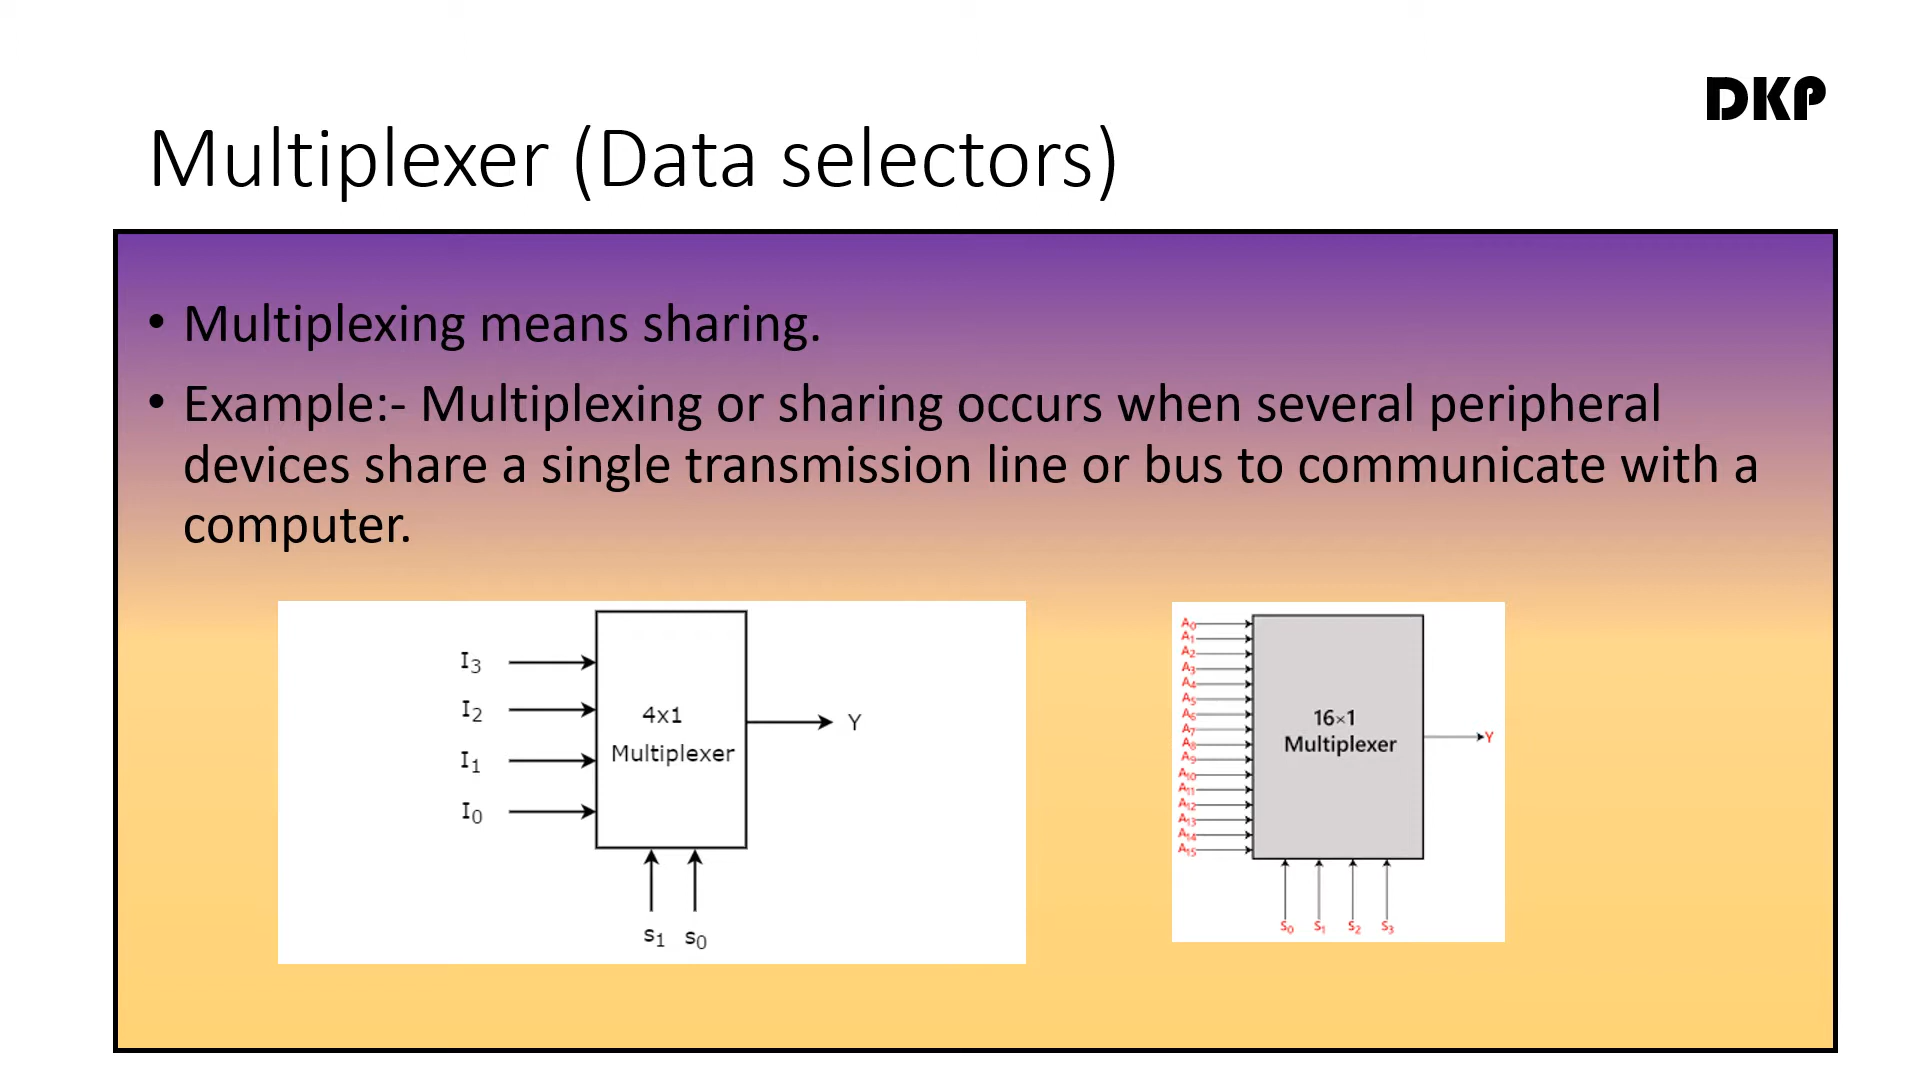 DKP
Multiplexer (Data selectors)
• Multiplexing means sharing.
• Example:- Multiplexing or sharing occurs when several peripheral
devices share a single transmission line or bus to communicate with a
computer.
I3
I2
I1
I0
4x1
Multiplexer
Y
s1 s0
A0
A1
A2
A3
A4
A5
A6
A7
A8
A9
A10
A11
A12
A13
A14
A15
16×1
Multiplexer
Y
S0 S1 S2 S3